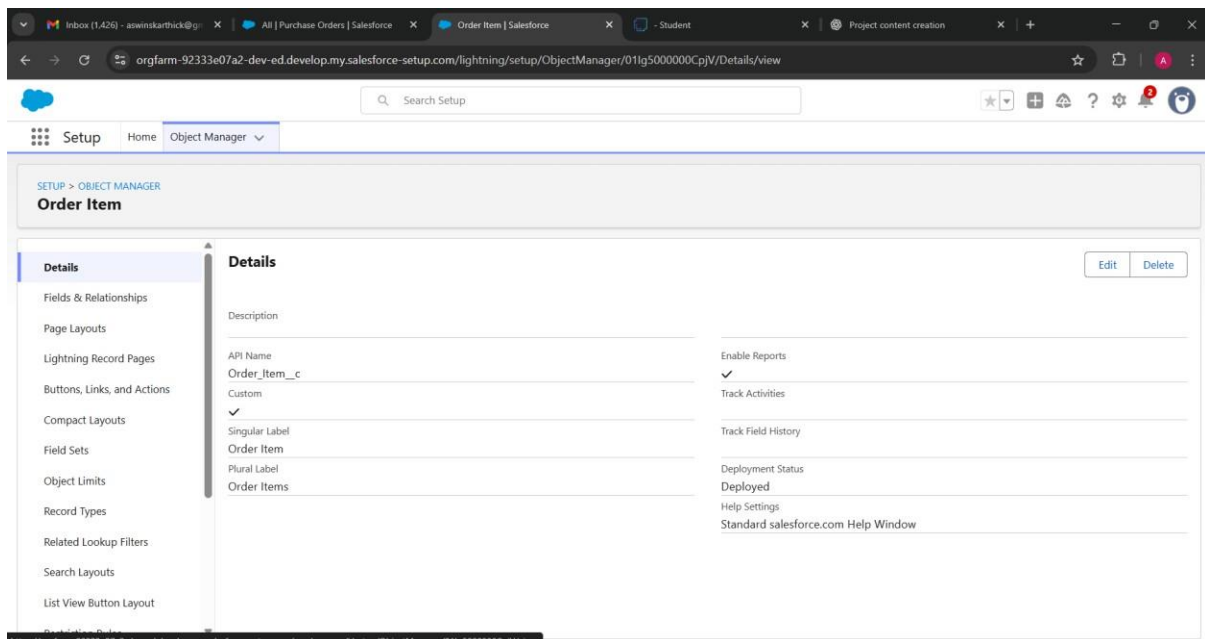 Inbox (1,426) - aswinskarthick@gm
All | Purchase Orders | Salesforce
Order Item | Salesforce
- Student
Project content creation
orgfarm-92333e07a2-dev-ed.develop.my.salesforce-setup.com/lightning/setup/ObjectManager/01Ig5000000CpjV/Details/view
A
Search Setup
2
Setup
Home
Object Manager
SETUP > OBJECT MANAGER
Order Item
Details
Fields & Relationships
Page Layouts
Lightning Record Pages
Buttons, Links, and Actions
Compact Layouts
Field Sets
Object Limits
Record Types
Related Lookup Filters
Search Layouts
List View Button Layout
Details
Edit
Delete
Description
API Name
Order_Item__c
Custom
Singular Label
Order Item
Plural Label
Order Items
Enable Reports
Track Activities
Track Field History
Deployment Status
Deployed
Help Settings
Standard salesforce.com Help Window